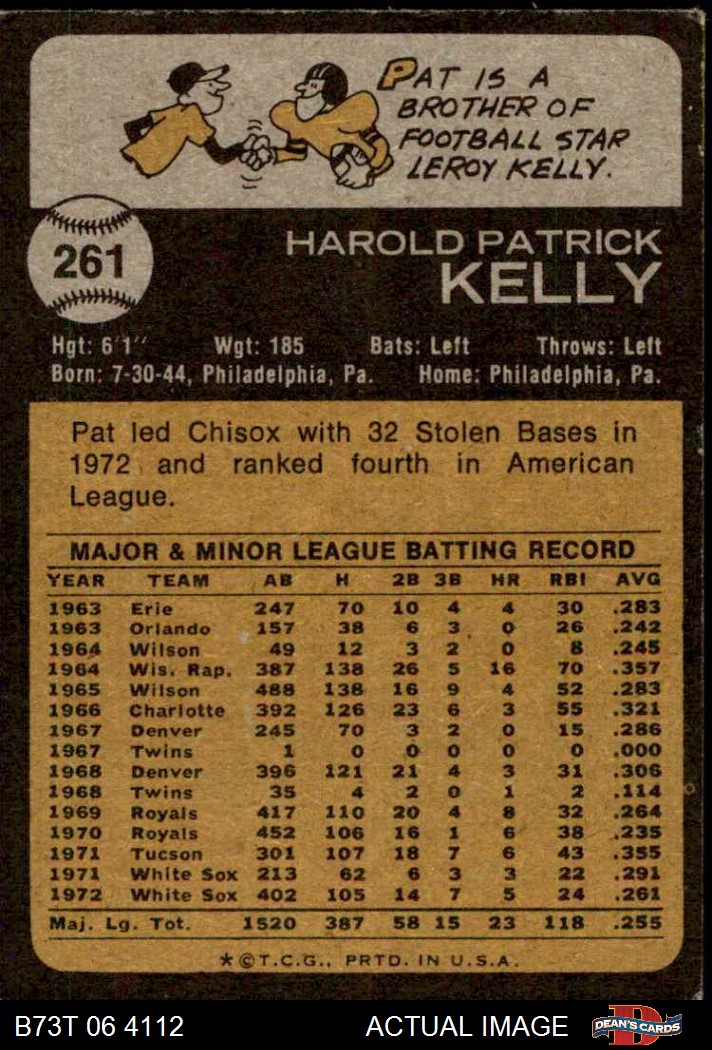 PAT IS A
BROTHER OF
FOOTBALL STAR
LEROY KELLY.
261
HAROLD PATRICK
KELLY
Hgt: 6'1" Wgt: 185 Bats: Left Throws: Left
Born: 7-30-44, Philadelphia, Pa. Home: Philadelphia, Pa.
Pat led Chisox with 32 Stolen Bases in
1972 and ranked fourth in American
League.
MAJOR & MINOR LEAGUE BATTING RECORD
YEAR TEAM AB H 2B 3B HR RBI AVG
1963 Erie 247 70 10 4 4 30 .283
1963 Orlando 157 38 6 3 0 26 .242
1964 Wilson 49 12 3 2 0 8 .245
1964 Wis. Rap. 387 138 26 5 16 70 .357
1965 Wilson 488 138 16 9 4 52 .283
1966 Charlotte 392 126 23 6 3 55 .321
1967 Denver 245 70 3 2 0 15 .286
1967 Twins 1 0 0 0 0 0 .000
1968 Denver 396 121 21 4 3 31 .306
1968 Twins 35 4 2 0 1 2 .114
1969 Royals 417 110 20 4 8 32 .264
1970 Royals 452 106 16 1 6 38 .235
1971 Tucson 301 107 18 7 6 43 .355
1971 White Sox 213 62 6 3 3 22 .291
1972 White Sox 402 105 14 7 5 24 .261
Maj. Lg. Tot. 1520 387 58 15 23 118 .255
*©T.C.G., PRTD. IN U.S.A.
B73T 06 4112 ACTUAL IMAGE D DEAN'S CARDS